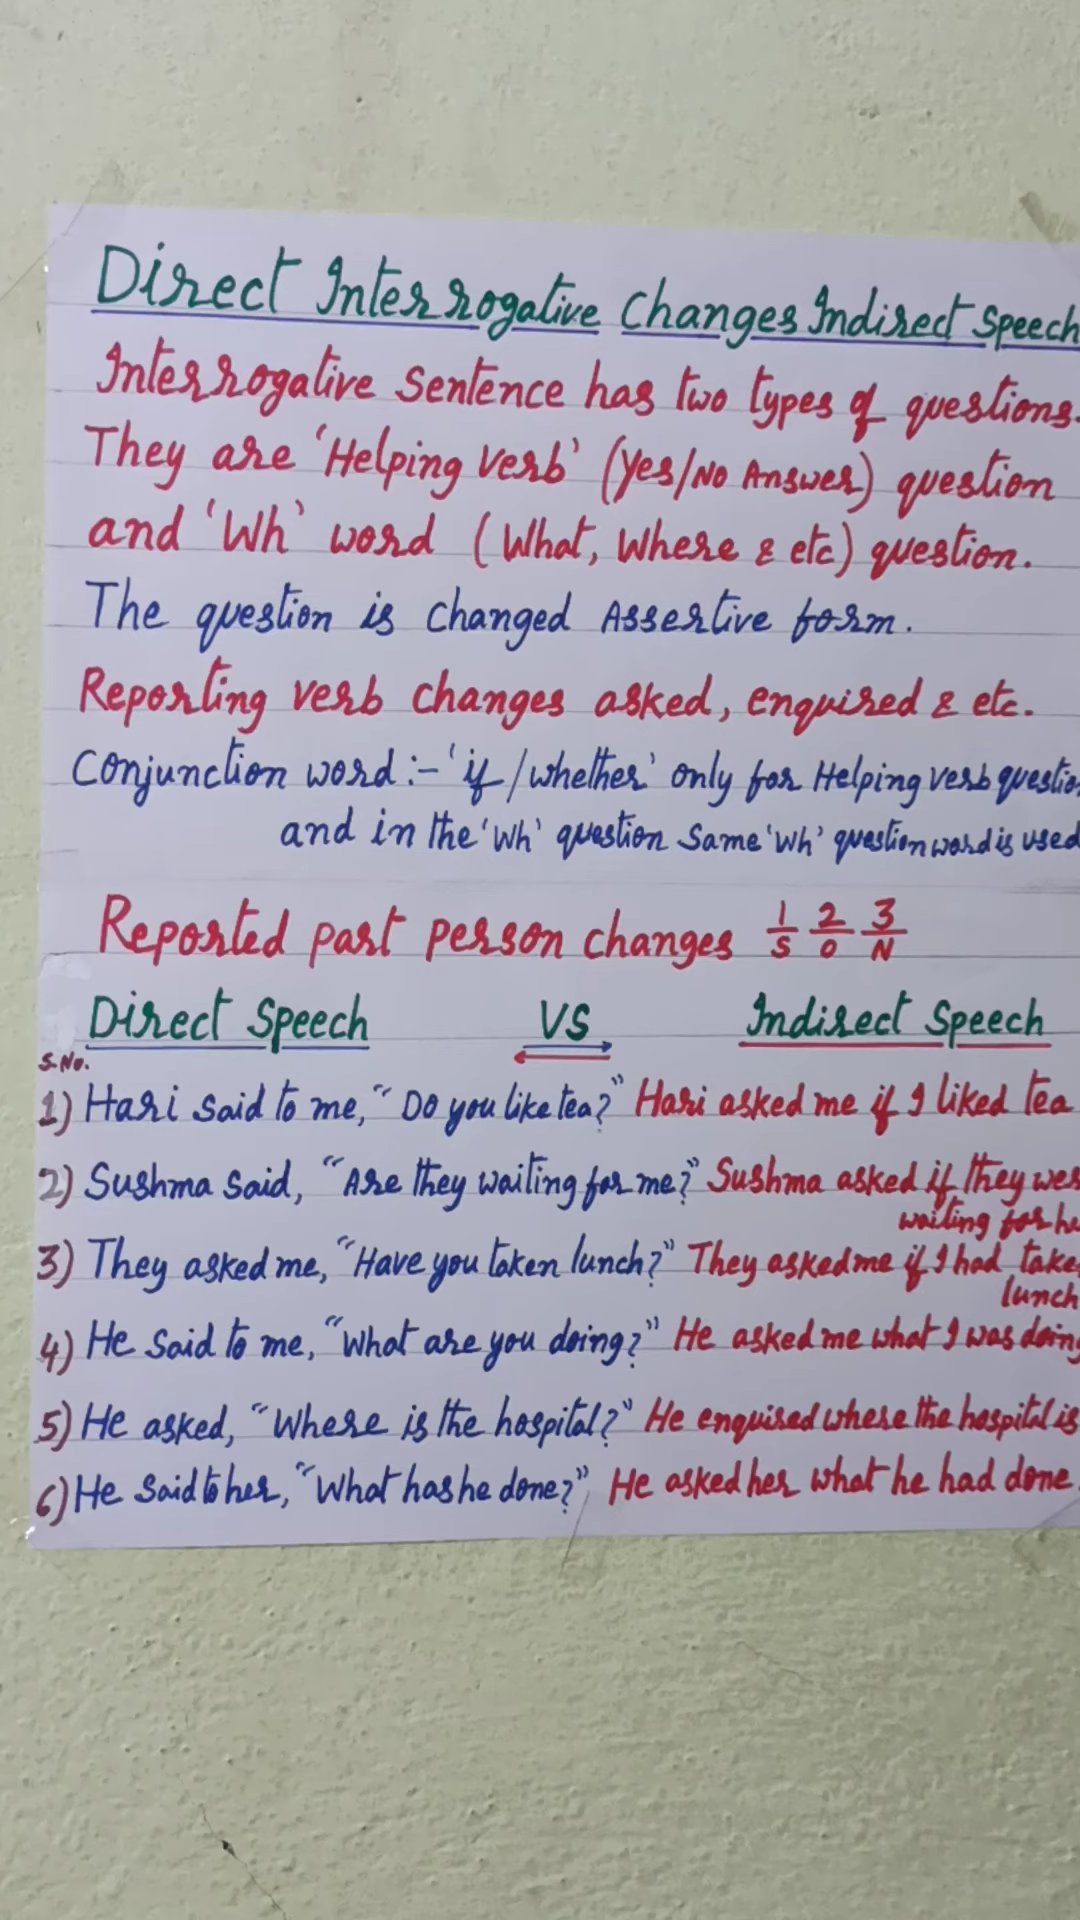 Direct Interrogative Changes Indirect Speech
Interrogative Sentence has two types of questions.
They are 'Helping verb' (Yes/No Answer) question
and 'Wh' word (What, Where & etc) question.
The question is changed Assertive form.
Reporting verb changes asked, enquired & etc.
Conjunction word :- 'if/whether' only for Helping verb questio
and in the 'Wh' question Same 'Wh' question word is used
Reported part person changes 1/S 2/O 3/N
Direct Speech VS Indirect Speech
S.No.
1) Hari said to me, "Do you like tea?" Hari asked me if I liked tea
2) Sushma said, "Are they waiting for me?" Sushma asked if they wer
waiting for he
3) They asked me, "Have you taken lunch?" They asked me if I had take
lunch
4) He said to me, "What are you doing?" He asked me what I was doing
5) He asked, "Where is the hospital?" He enquired where the hospital is
6) He said to her, "What has he done?" He asked her what he had done.